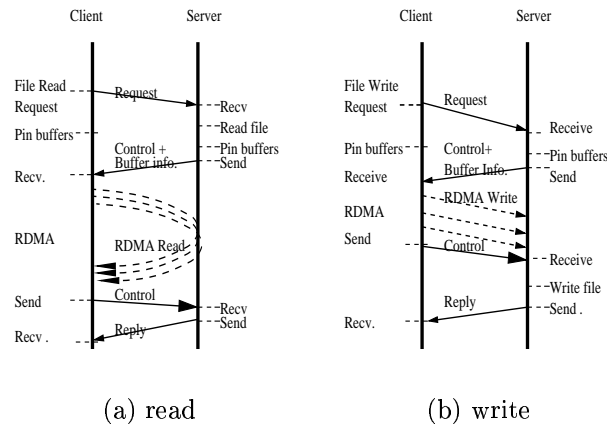 Client Server
File Read
Request
Request
Recv
Read file
Pin buffers
Pin buffers
Control +
Buffer info.
Send
Recv.
RDMA
RDMA Read
Send
Control
Recv
Send
Reply
Recv .
(a) read
Client Server
File Write
Request
Request
Receive
Pin buffers
Control+
Pin buffers
Buffer Info.
Receive
Send
RDMA Write
RDMA
Send
Control
Receive
Write file
Reply
Send .
Recv.
(b) write